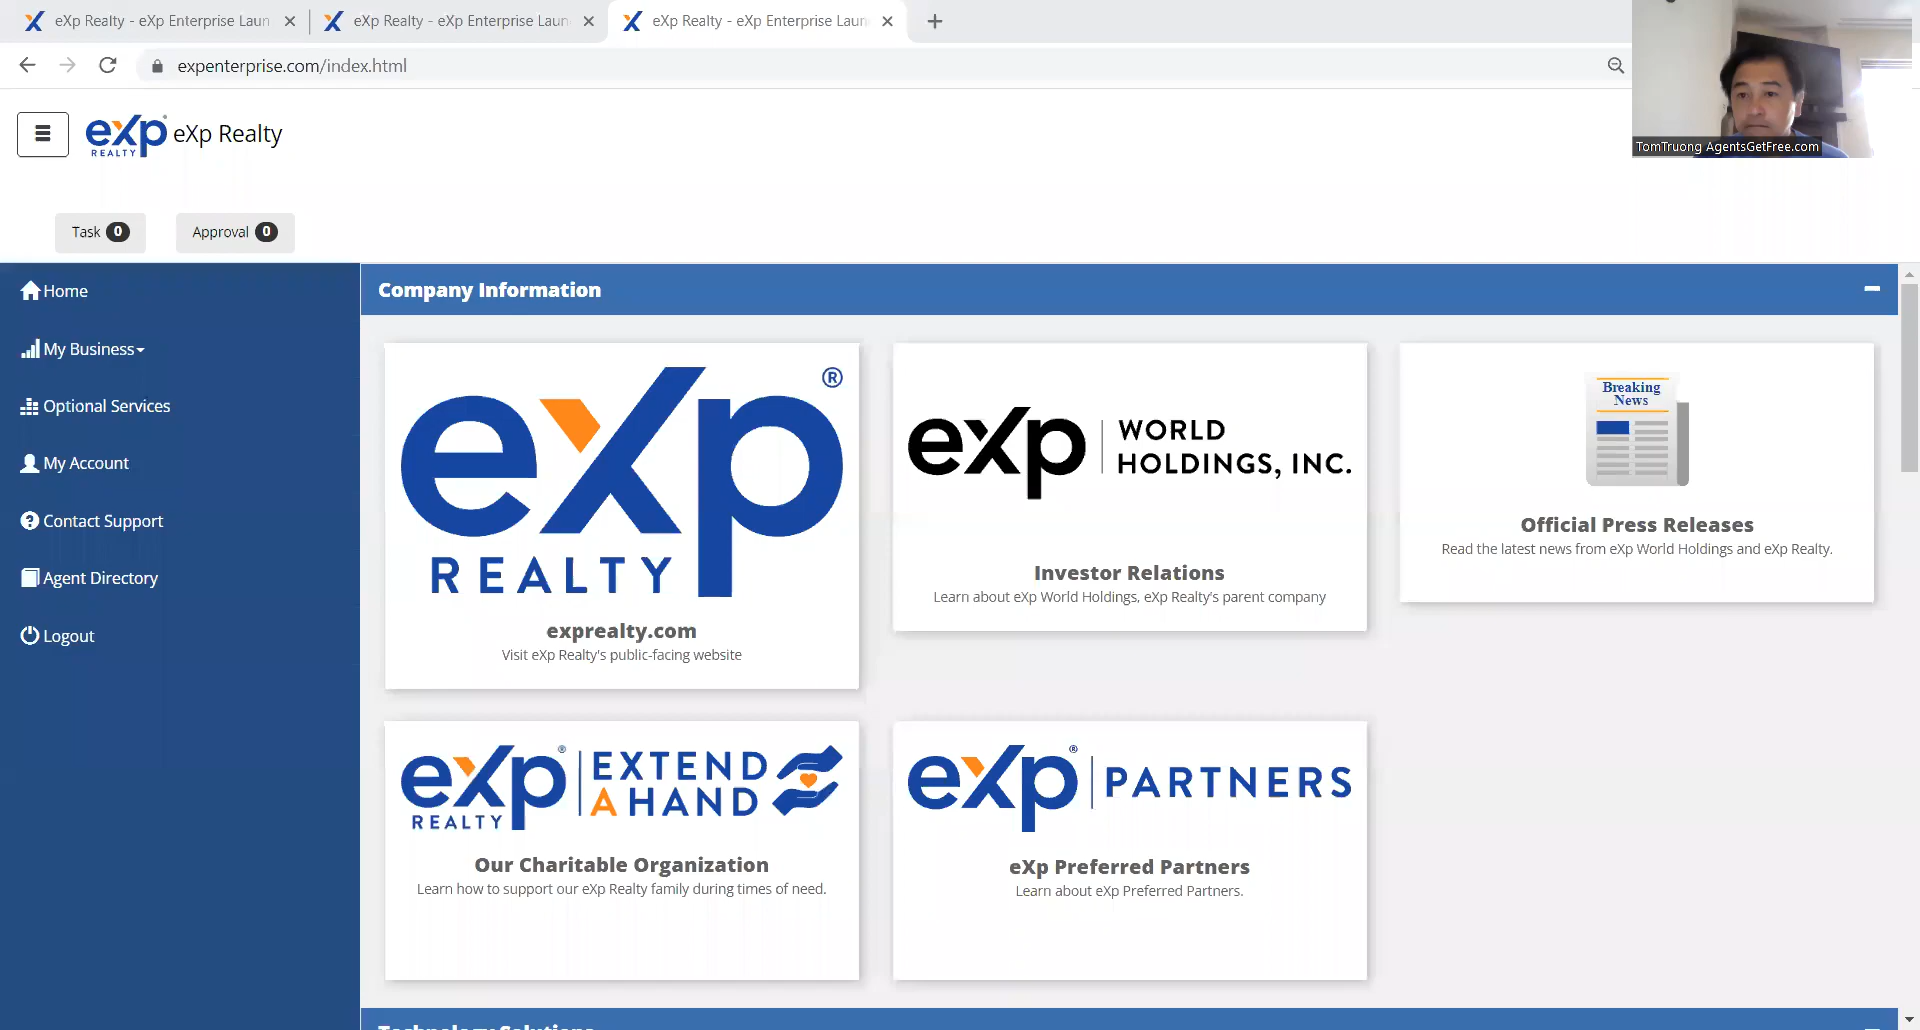 eXp Realty - eXp Enterprise Laun
eXp Realty - eXp Enterprise Laun
eXp Realty - eXp Enterprise Laun
expenterprise.com/index.html
TomTruong AgentsGetFree.com
eXp REALTY
eXp Realty
Task 0
Approval 0
Home
My Business
Optional Services
My Account
Contact Support
Agent Directory
Logout
Company Information
eXp ®
REALTY
exprealty.com
Visit eXp Realty's public-facing website
eXp WORLD
HOLDINGS, INC.
Investor Relations
Learn about eXp World Holdings, eXp Realty's parent company
Breaking
News
Official Press Releases
Read the latest news from eXp World Holdings and eXp Realty.
eXp® EXTEND
REALTY A HAND
Our Charitable Organization
Learn how to support our eXp Realty family during times of need.
eXp® PARTNERS
eXp Preferred Partners
Learn about eXp Preferred Partners.
Technology Solutions